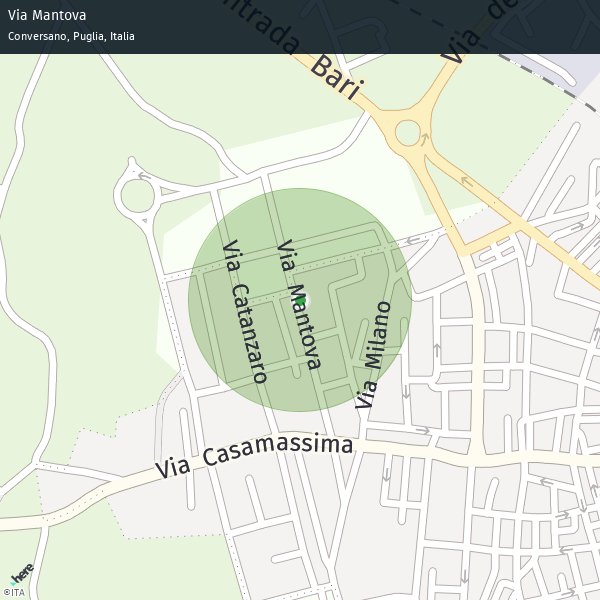 Via Mantova
Conversano, Puglia, Italia
ntrada Bari
Via de
Via Catanzaro
Via Mantova
Via Milano
Via Casamassima
here
©ITA